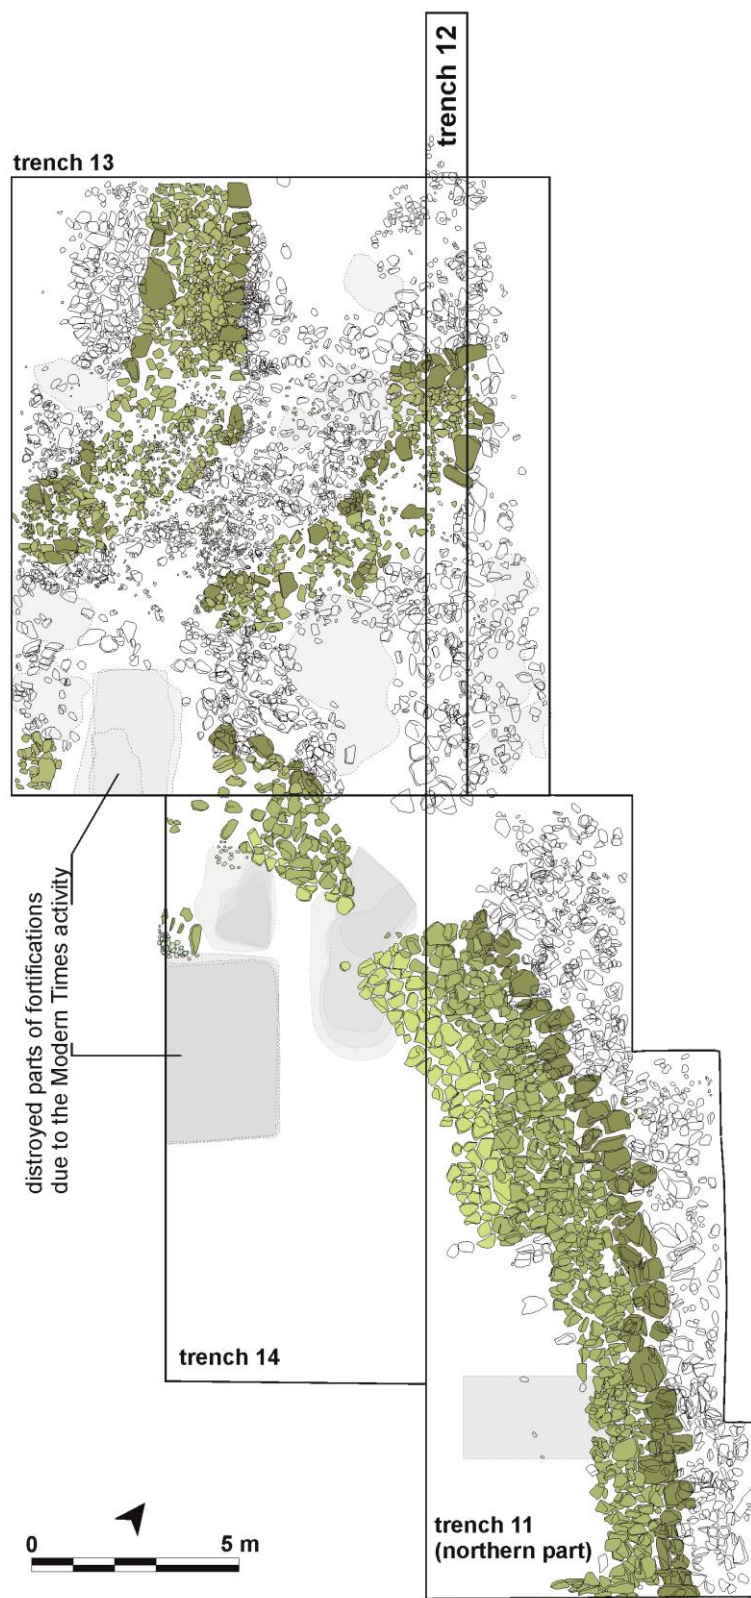 trench 12
trench 13
distroyed parts of fortifications
due to the Modern Times activity
trench 14
trench 11
(northern part)
0 5 m